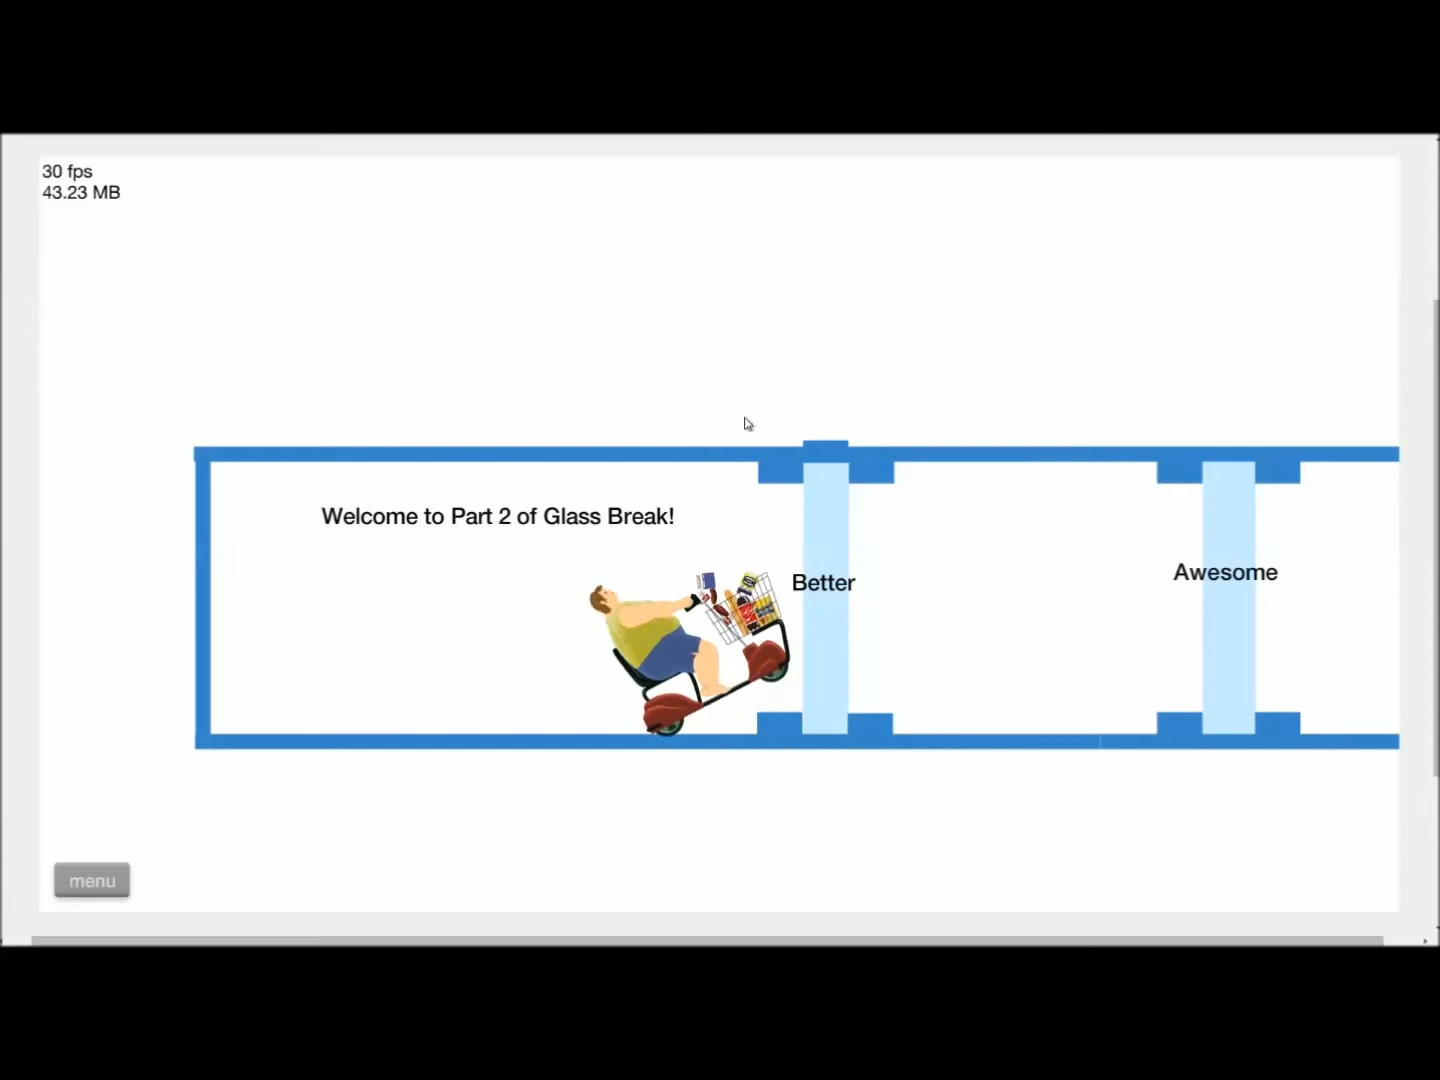 30 fps
43.23 MB
Welcome to Part 2 of Glass Break!
Better
Awesome
menu